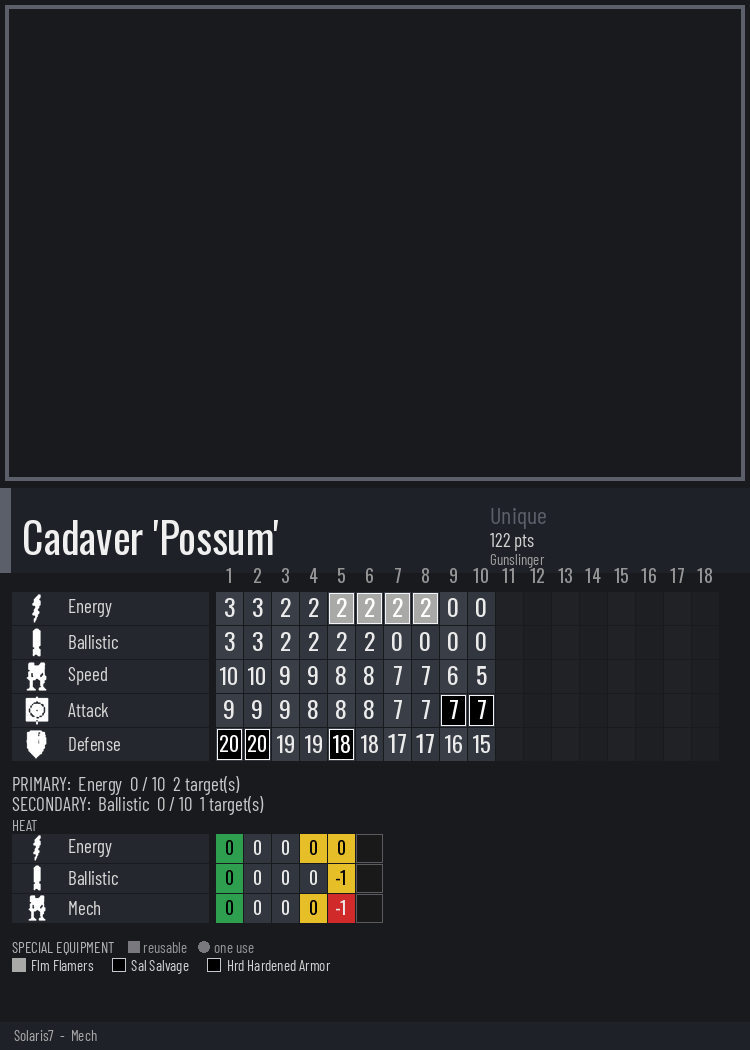 Cadaver 'Possum'
Unique
122 pts
Gunslinger
1 2 3 4 5 6 7 8 9 10 11 12 13 14 15 16 17 18
Energy 3 3 2 2 2 2 2 2 0 0
Ballistic 3 3 2 2 2 2 0 0 0 0
Speed 10 10 9 9 8 8 7 7 6 5
Attack 9 9 9 8 8 8 7 7 7 7
Defense 20 20 19 19 18 18 17 17 16 15
PRIMARY: Energy 0 / 10 2 target(s)
SECONDARY: Ballistic 0 / 10 1 target(s)
HEAT
Energy 0 0 0 0 0
Ballistic 0 0 0 0 -1
Mech 0 0 0 0 -1
SPECIAL EQUIPMENT reusable one use
Flm Flamers Sal Salvage Hrd Hardened Armor
Solaris7 - Mech